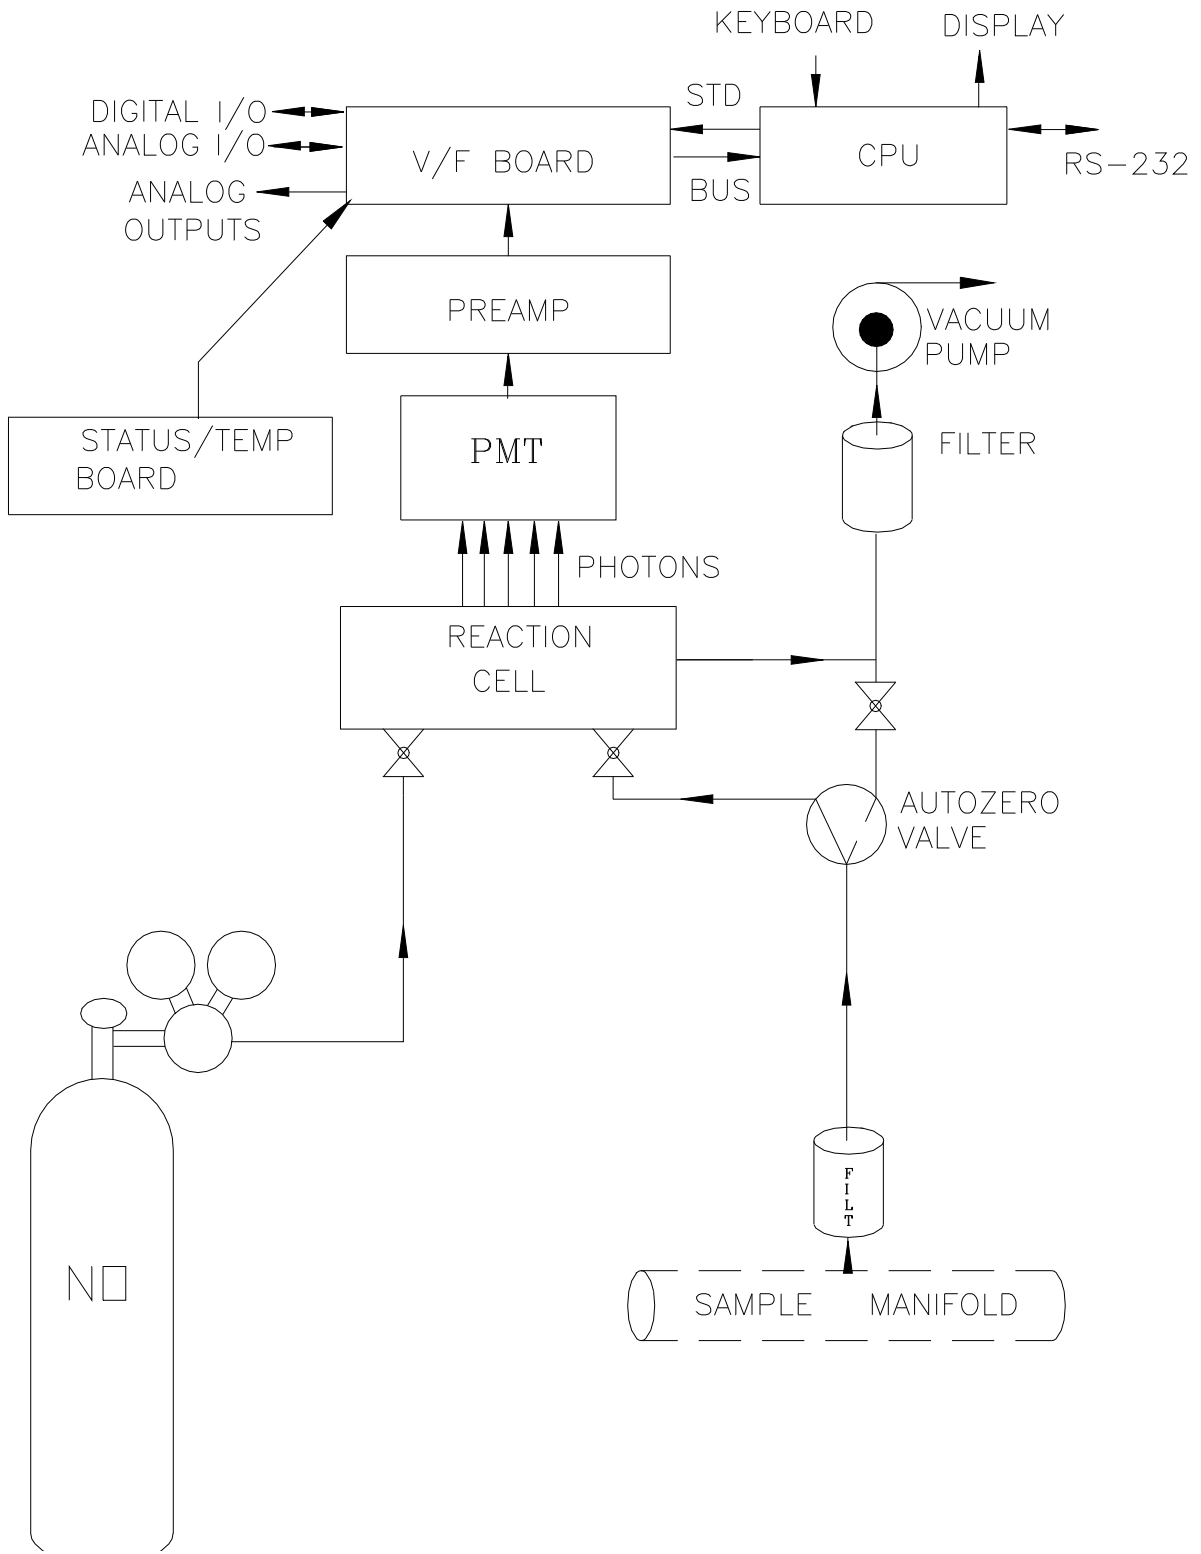 KEYBOARD
DISPLAY
DIGITAL I/O
STD
ANALOG I/O
V/F BOARD
CPU
RS-232
ANALOG
OUTPUTS
BUS
PREAMP
VACUUM
PUMP
STATUS/TEMP
BOARD
PMT
FILTER
PHOTONS
REACTION
CELL
AUTOZERO
VALVE
F
I
L
T
NO
SAMPLE MANIFOLD